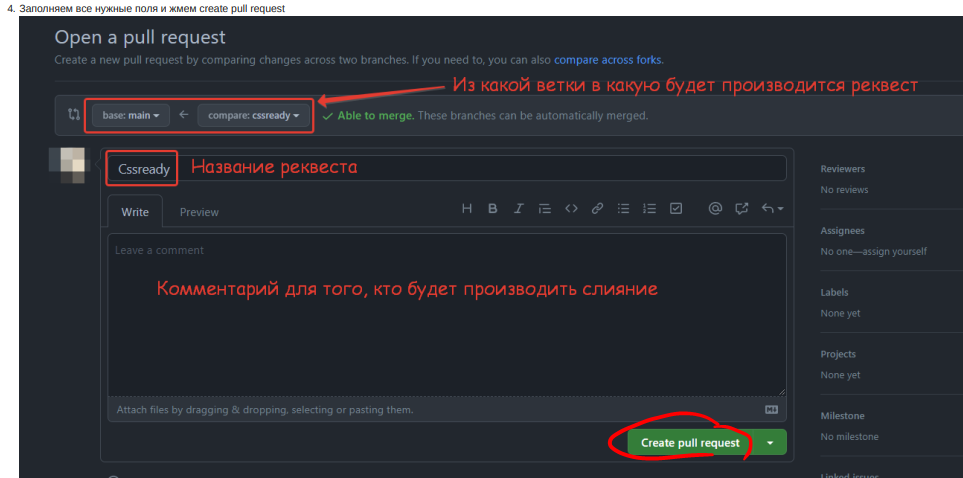 4. Заполняем все нужные поля и жмем create pull request
Open a pull request
Create a new pull request by comparing changes across two branches. If you need to, you can also compare across forks.
Из какой ветки в какую будет производится реквест
base: main
compare: cssready
Able to merge. These branches can be automatically merged.
Cssready
Название реквеста
Write
Preview
Leave a comment
Комментарий для того, кто будет производить слияние
Attach files by dragging & dropping, selecting or pasting them.
Create pull request
Reviewers
No reviews
Assignees
No one—assign yourself
Labels
None yet
Projects
None yet
Milestone
No milestone
Linked issues